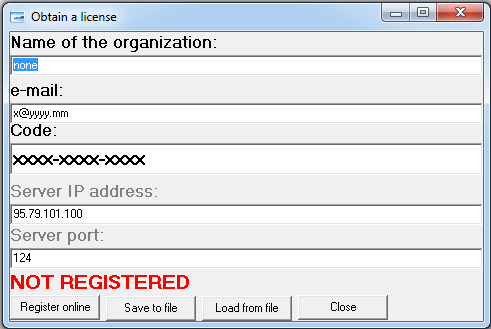 Obtain a license
Name of the organization:
none
e-mail:
x@yyyy.mm
Code:
xxxx-xxxx-xxxx
Server IP address:
95.79.101.100
Server port:
124
NOT REGISTERED
Register online Save to file Load from file Close